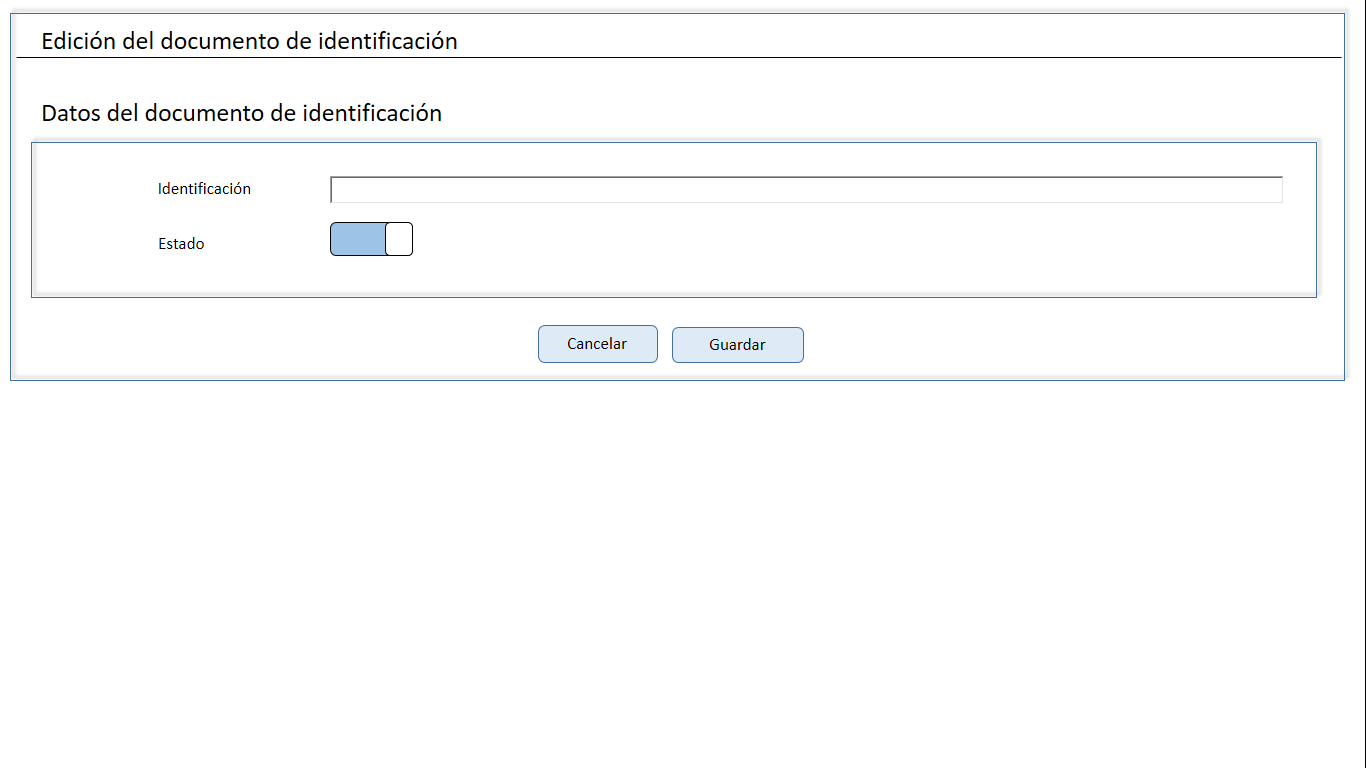 Edición del documento de identificación
Datos del documento de identificación
Identificación
Estado
Cancelar
Guardar